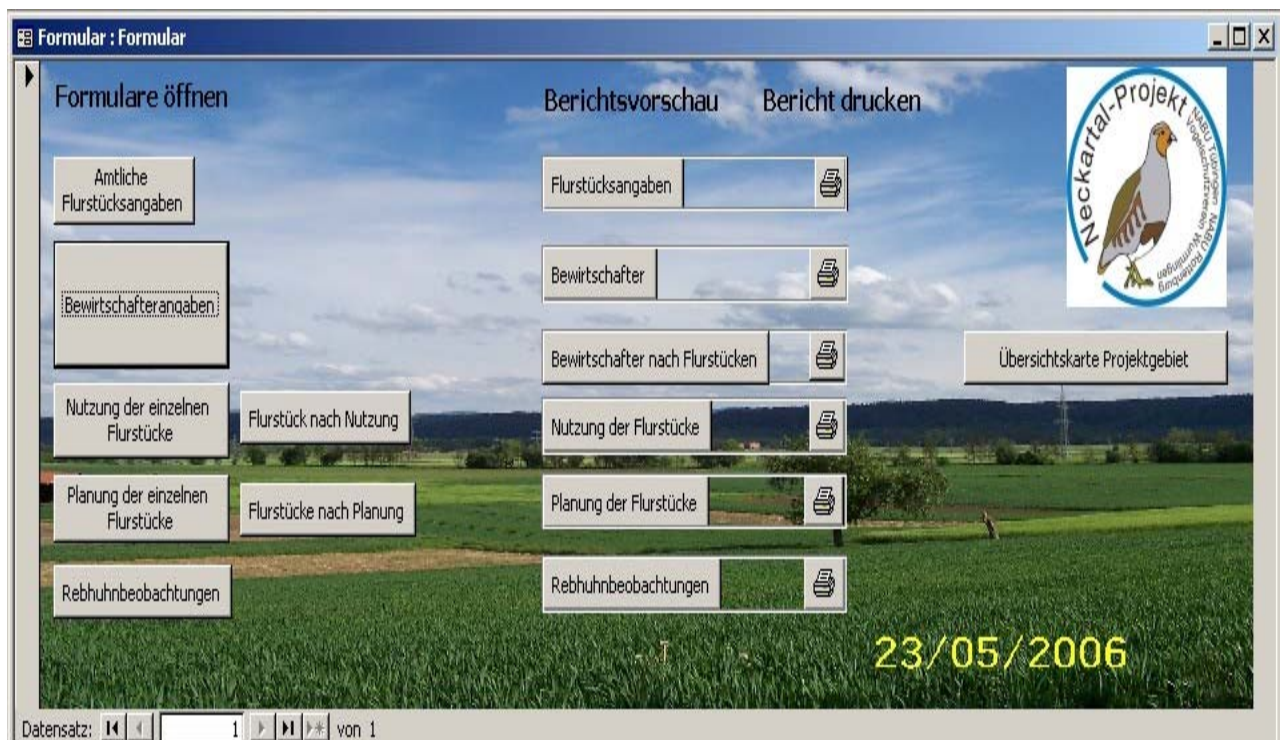 Formular : Formular
Formulare öffnen
Berichtsvorschau Bericht drucken
Neckartal-Projekt
NABU Tübingen NABU Rottenburg
Vogelschutzverein Wurmlingen
Amtliche
Flurstücksangaben
Bewirtschafterangaben
Nutzung der einzelnen
Flurstücke
Flurstück nach Nutzung
Planung der einzelnen
Flurstücke
Flurstücke nach Planung
Rebhuhnbeobachtungen
Flurstücksangaben
Bewirtschafter
Bewirtschafter nach Flurstücken
Nutzung der Flurstücke
Planung der Flurstücke
Rebhuhnbeobachtungen
Übersichtskarte Projektgebiet
23/05/2006
Datensatz: 1 von 1